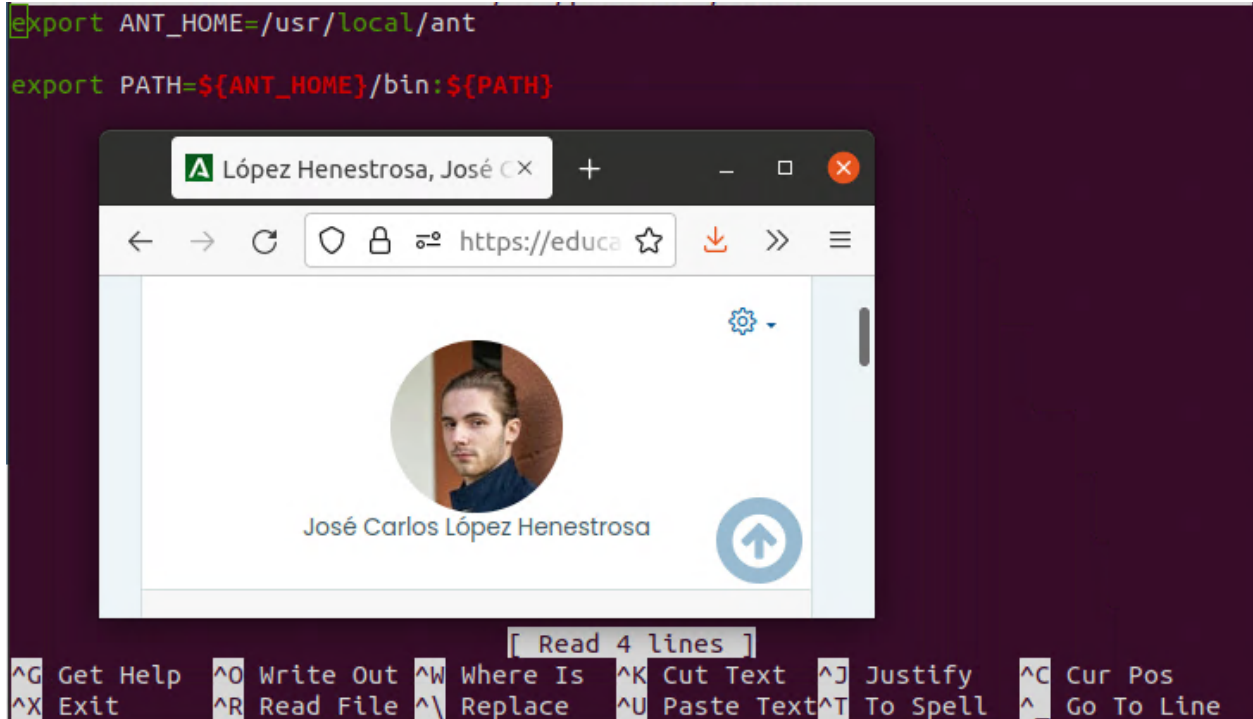 export ANT_HOME=/usr/local/ant
export PATH=${ANT_HOME}/bin:${PATH}
López Henestrosa, José C
https://educa
José Carlos López Henestrosa
[ Read 4 lines ]
^G Get Help ^O Write Out ^W Where Is ^K Cut Text ^J Justify ^C Cur Pos
^X Exit ^R Read File ^\ Replace ^U Paste Text^T To Spell ^_ Go To Line